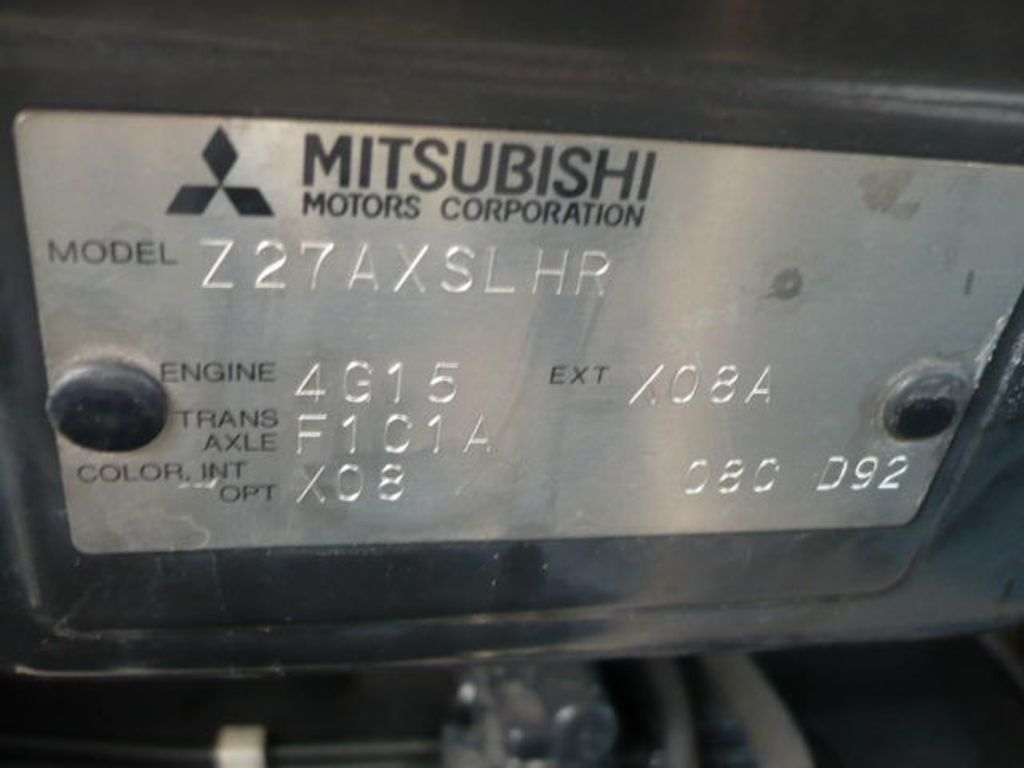 MITSUBISHI
MOTORS CORPORATION
MODEL Z27AXSLHR
ENGINE 4G15 EXT X08A
TRANS
AXLE F1C1A
COLOR, INT
OPT X08 080 D92